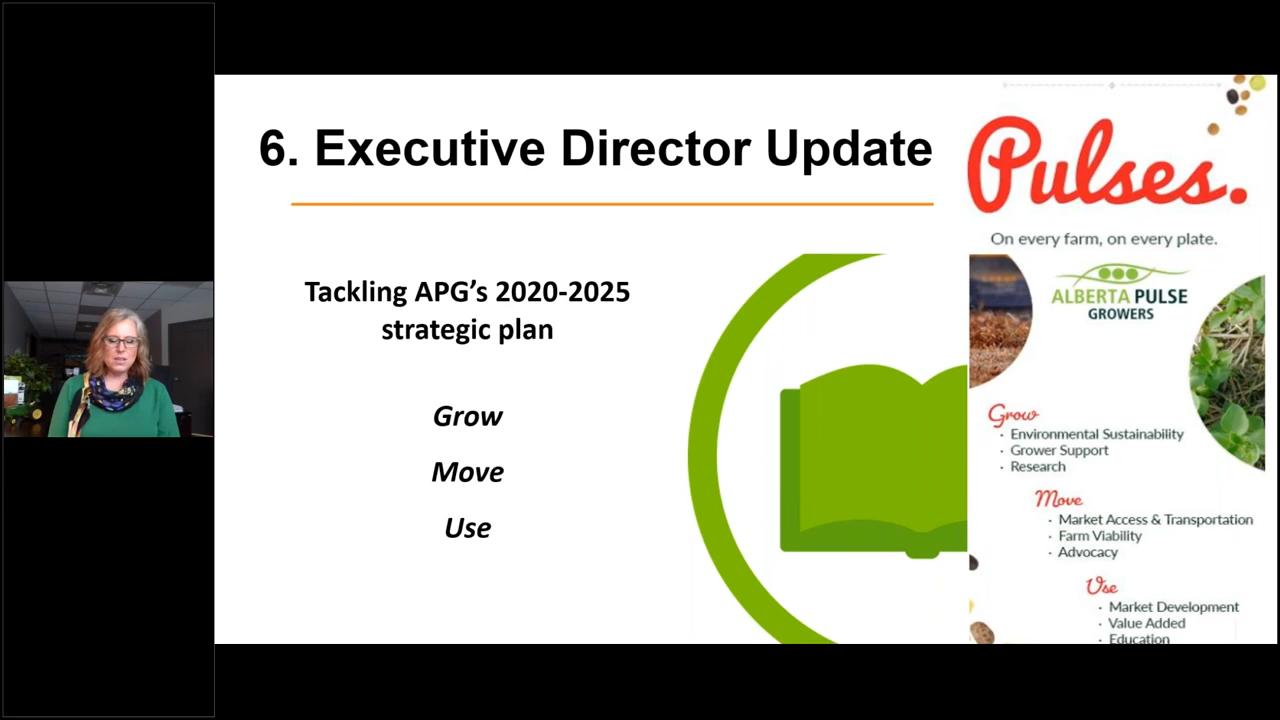 6. Executive Director Update
Tackling APG’s 2020-2025
strategic plan
Grow
Move
Use
Pulses.
On every farm, on every plate.
ALBERTA PULSE
GROWERS
Grow
· Environmental Sustainability
· Grower Support
· Research
Move
· Market Access & Transportation
· Farm Viability
· Advocacy
Use
· Market Development
· Value Added
· Education